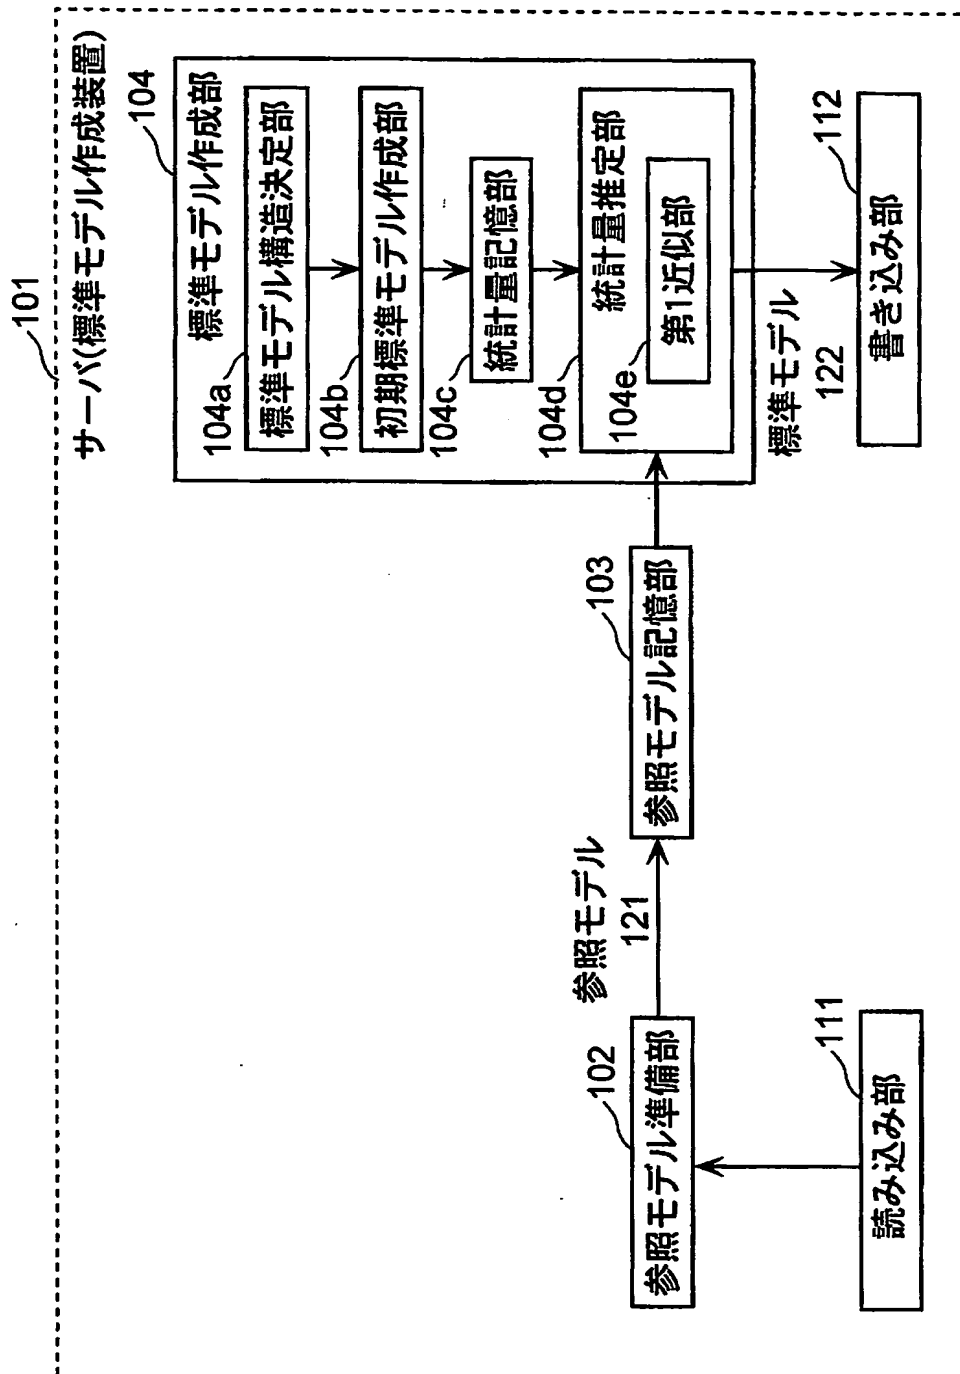 101
サーバ(標準モデル作成装置)
104
標準モデル作成部
104a
標準モデル構造決定部
104b
初期標準モデル作成部
104c
統計量記憶部
104d
統計量推定部
104e
第1近似部
103
参照モデル記憶部
参照モデル
121
102
参照モデル準備部
111
読み込み部
標準モデル
122
112
書き込み部